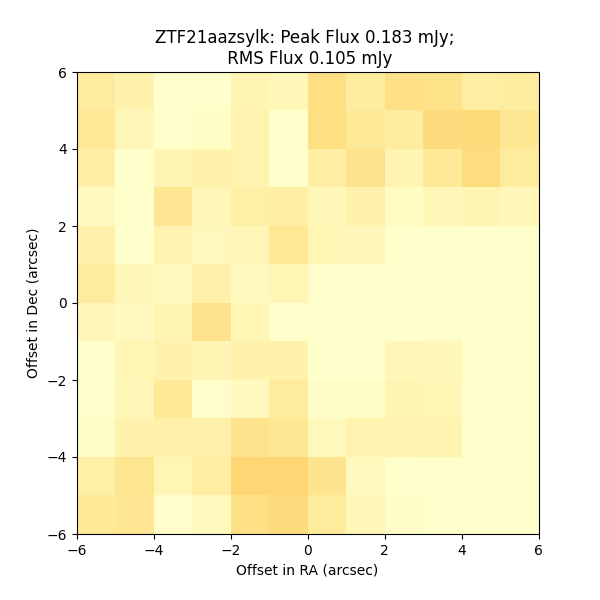 ZTF21aazsylk: Peak Flux 0.183 mJy;
RMS Flux 0.105 mJy
6
4
2
0
−2
−4
−6
Offset in Dec (arcsec)
−6 −4 −2 0 2 4 6
Offset in RA (arcsec)